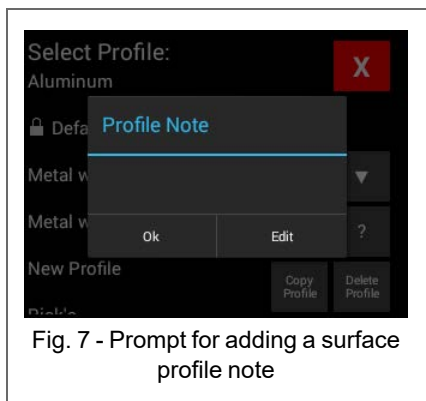 Select Profile:
Aluminum
X
Defa
Profile Note
Metal w
▼
Metal w
?
Ok
Edit
New Profile
Copy
Profile
Delete
Profile
Rick's
Fig. 7 - Prompt for adding a surface
profile note